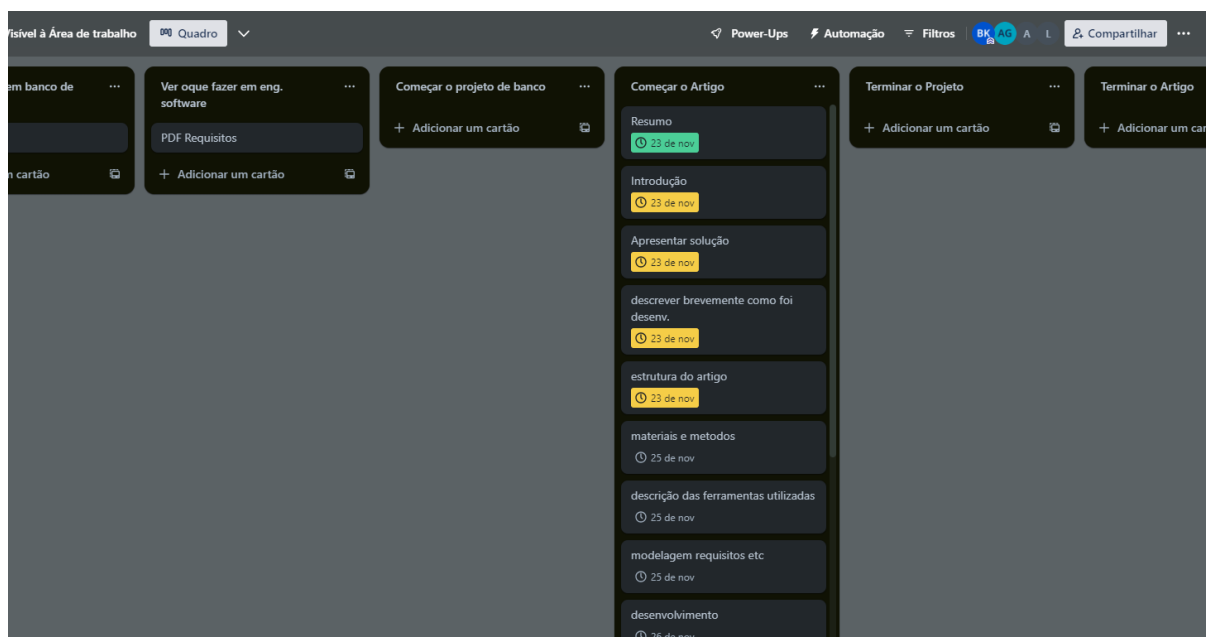 Visível à Área de trabalho
Quadro
Power-Ups
Automação
Filtros
BK
AG
A
L
Compartilhar
em banco de
cartão
Ver oque fazer em eng.
software
PDF Requisitos
+ Adicionar um cartão
Começar o projeto de banco
+ Adicionar um cartão
Começar o Artigo
Resumo
23 de nov
Introdução
23 de nov
Apresentar solução
23 de nov
descrever brevemente como foi
desenv.
23 de nov
estrutura do artigo
23 de nov
materiais e metodos
25 de nov
descrição das ferramentas utilizadas
25 de nov
modelagem requisitos etc
25 de nov
desenvolvimento
26 de nov
Terminar o Projeto
+ Adicionar um cartão
Terminar o Artigo
+ Adicionar um car